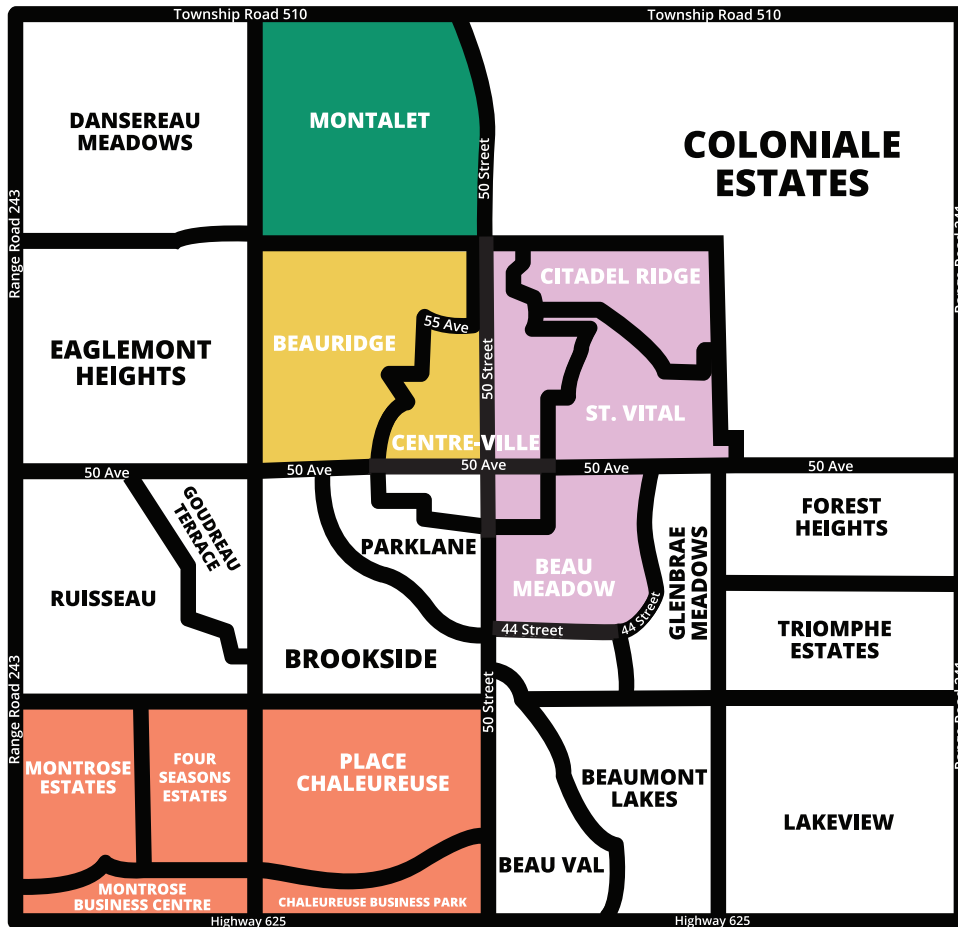 Township Road 510
Township Road 510
DANSEREAU
MEADOWS
MONTALET
50 Street
COLONIALE
ESTATES
Range Road 243
CITADEL RIDGE
55 Ave
BEAURIDGE
EAGLEMONT
HEIGHTS
50 Street
ST. VITAL
CENTRE-VILLE
50 Ave
50 Ave
50 Ave
50 Ave
50 Ave
GOUDREAU
TERRACE
FOREST
HEIGHTS
PARKLANE
BEAU
MEADOW
GLENBRAE
MEADOWS
RUISSEAU
44 Street
44 Street
TRIOMPHE
ESTATES
BROOKSIDE
Range Road 243
50 Street
MONTROSE
ESTATES
FOUR
SEASONS
ESTATES
PLACE
CHALEUREUSE
BEAUMONT
LAKES
LAKEVIEW
BEAU VAL
MONTROSE
BUSINESS CENTRE
CHALEUREUSE BUSINESS PARK
Highway 625
Highway 625